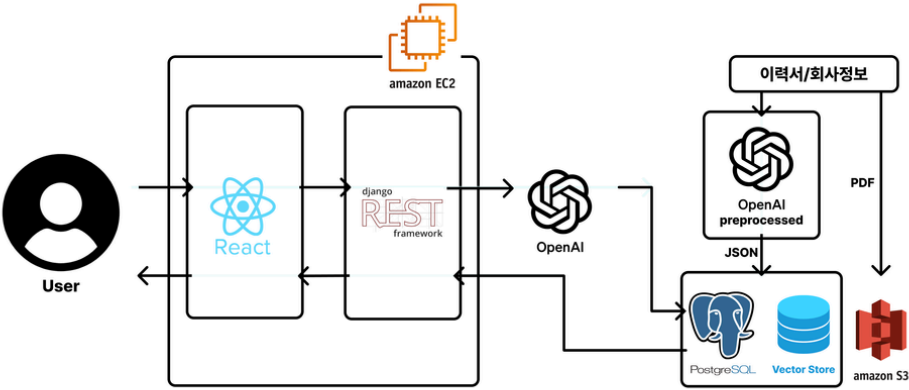 amazon EC2
이력서/회사정보
django
REST
framework
React
User
OpenAI
OpenAI
preprocessed
PDF
JSON
PostgreSQL
Vector Store
amazon S3